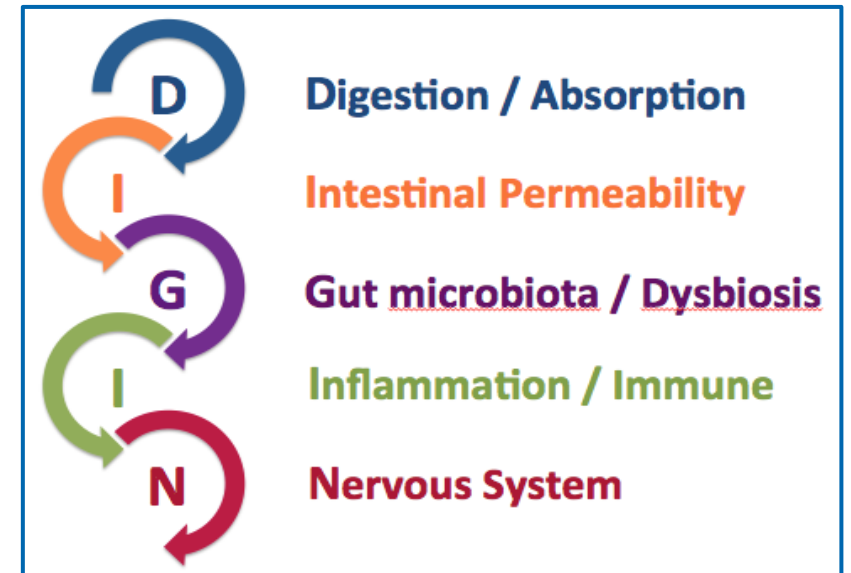 D Digestion / Absorption
I Intestinal Permeability
G Gut microbiota / Dysbiosis
I Inflammation / Immune
N Nervous System